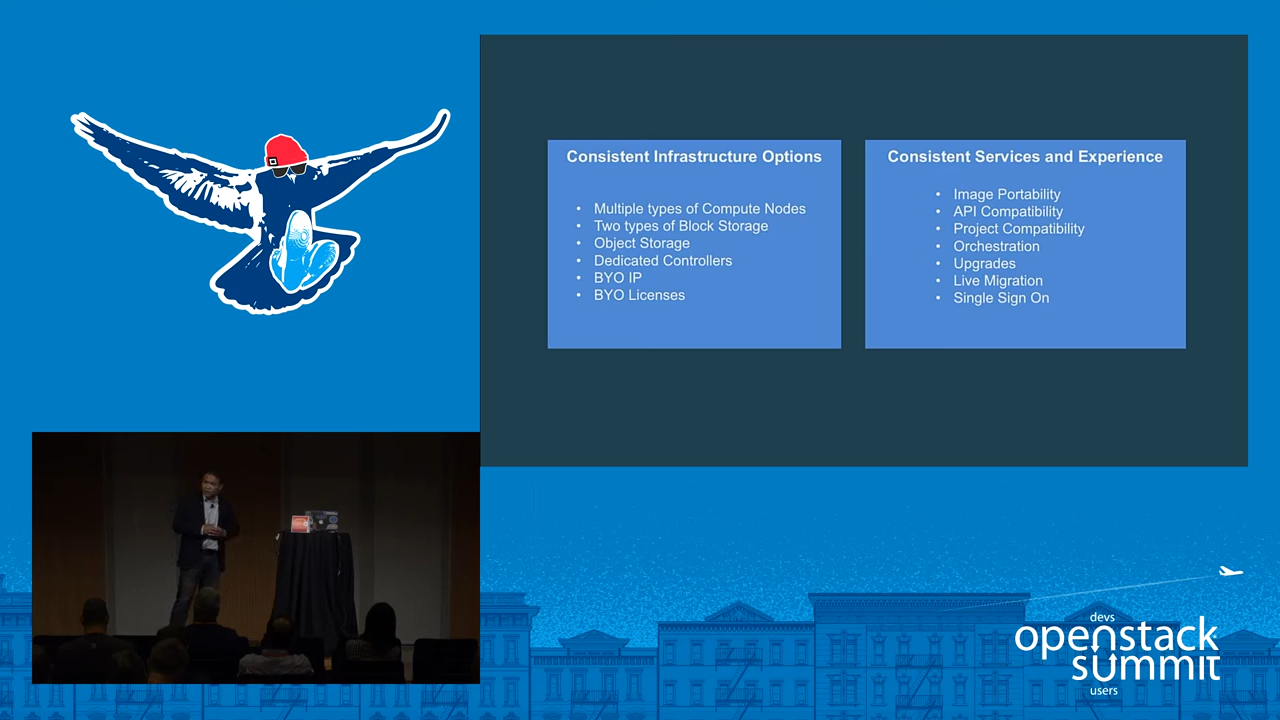 Consistent Infrastructure Options
• Multiple types of Compute Nodes
• Two types of Block Storage
• Object Storage
• Dedicated Controllers
• BYO IP
• BYO Licenses
Consistent Services and Experience
• Image Portability
• API Compatibility
• Project Compatibility
• Orchestration
• Upgrades
• Live Migration
• Single Sign On
devs
openstack
summit
users